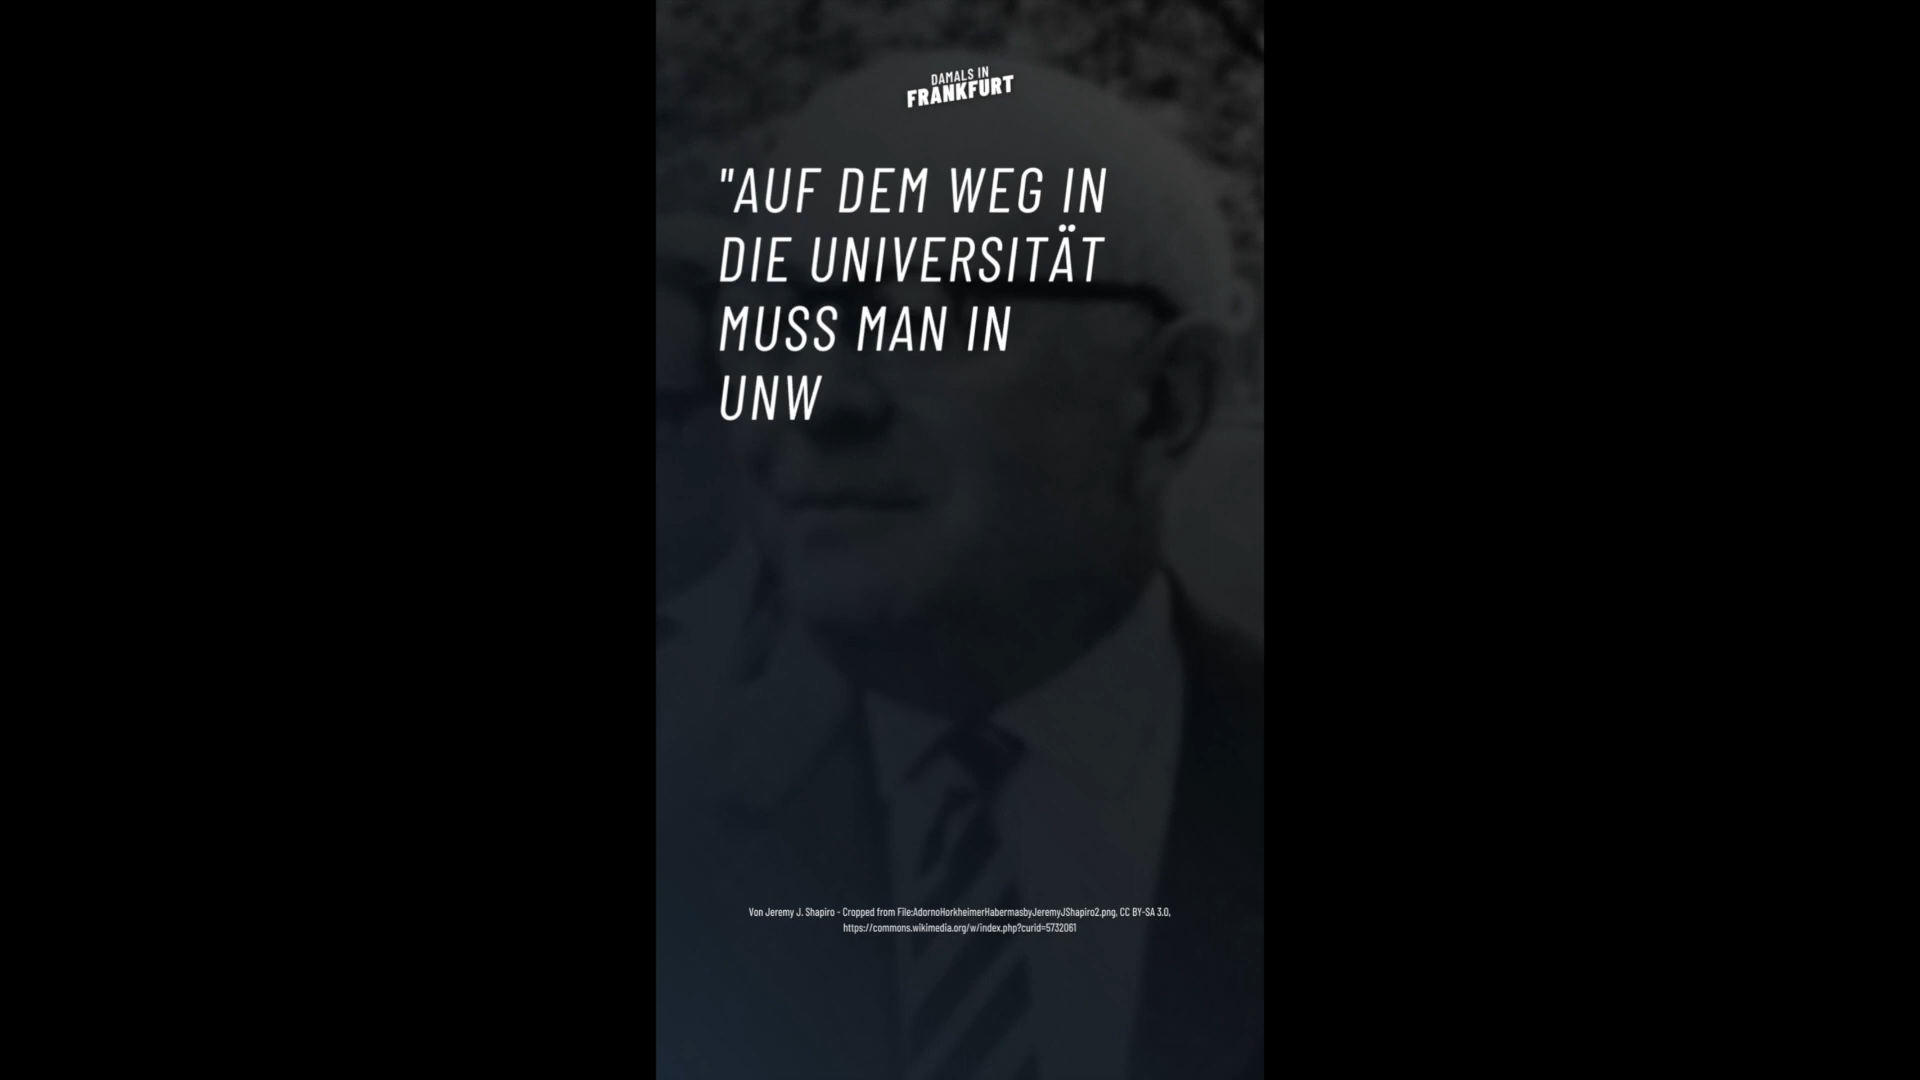 DAMALS IN
FRANKFURT
"AUF DEM WEG IN
DIE UNIVERSITÄT
MUSS MAN IN
UNW
Von Jeremy J. Shapiro - Cropped from File:AdornoHorkheimerHabermasbyJeremyJShapiro2.png, CC BY-SA 3.0,
https://commons.wikimedia.org/w/index.php?curid=5732061